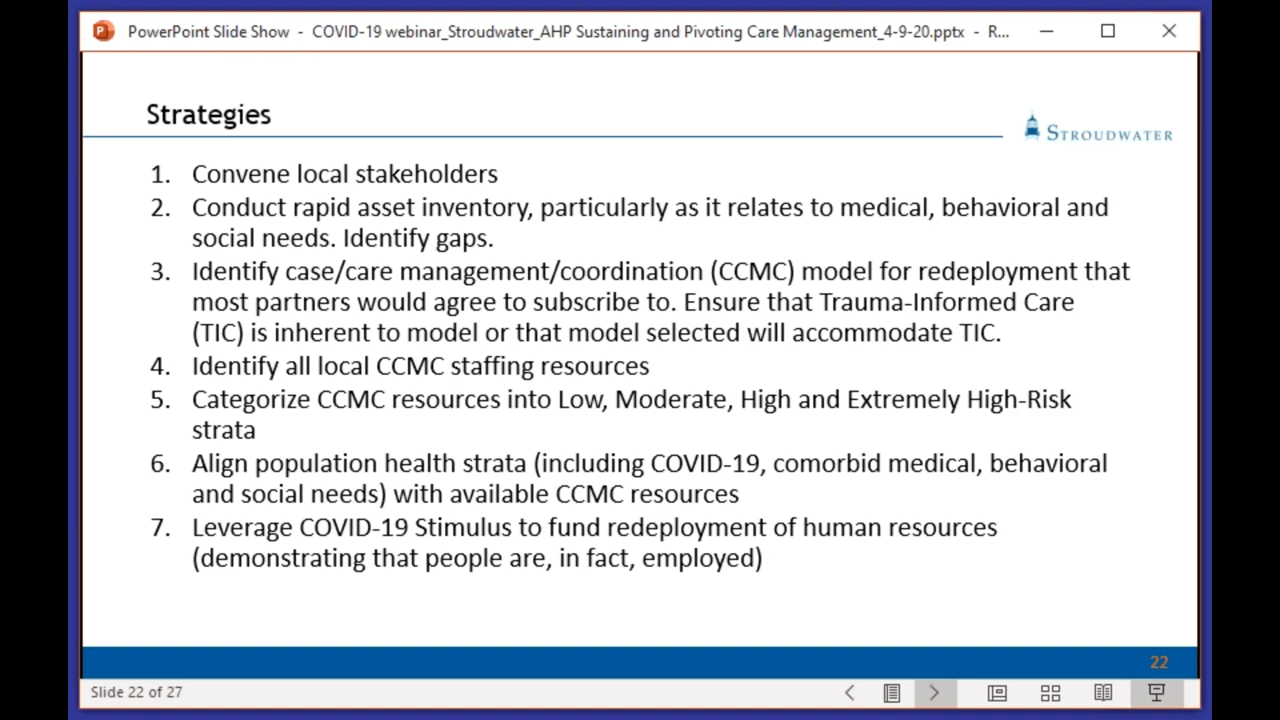 PowerPoint Slide Show - COVID-19 webinar_Stroudwater_AHP Sustaining and Pivoting Care Management_4-9-20.pptx - R...
Strategies
STROUDWATER
1. Convene local stakeholders
2. Conduct rapid asset inventory, particularly as it relates to medical, behavioral and
social needs. Identify gaps.
3. Identify case/care management/coordination (CCMC) model for redeployment that
most partners would agree to subscribe to. Ensure that Trauma-Informed Care
(TIC) is inherent to model or that model selected will accommodate TIC.
4. Identify all local CCMC staffing resources
5. Categorize CCMC resources into Low, Moderate, High and Extremely High-Risk
strata
6. Align population health strata (including COVID-19, comorbid medical, behavioral
and social needs) with available CCMC resources
7. Leverage COVID-19 Stimulus to fund redeployment of human resources
(demonstrating that people are, in fact, employed)
22
Slide 22 of 27